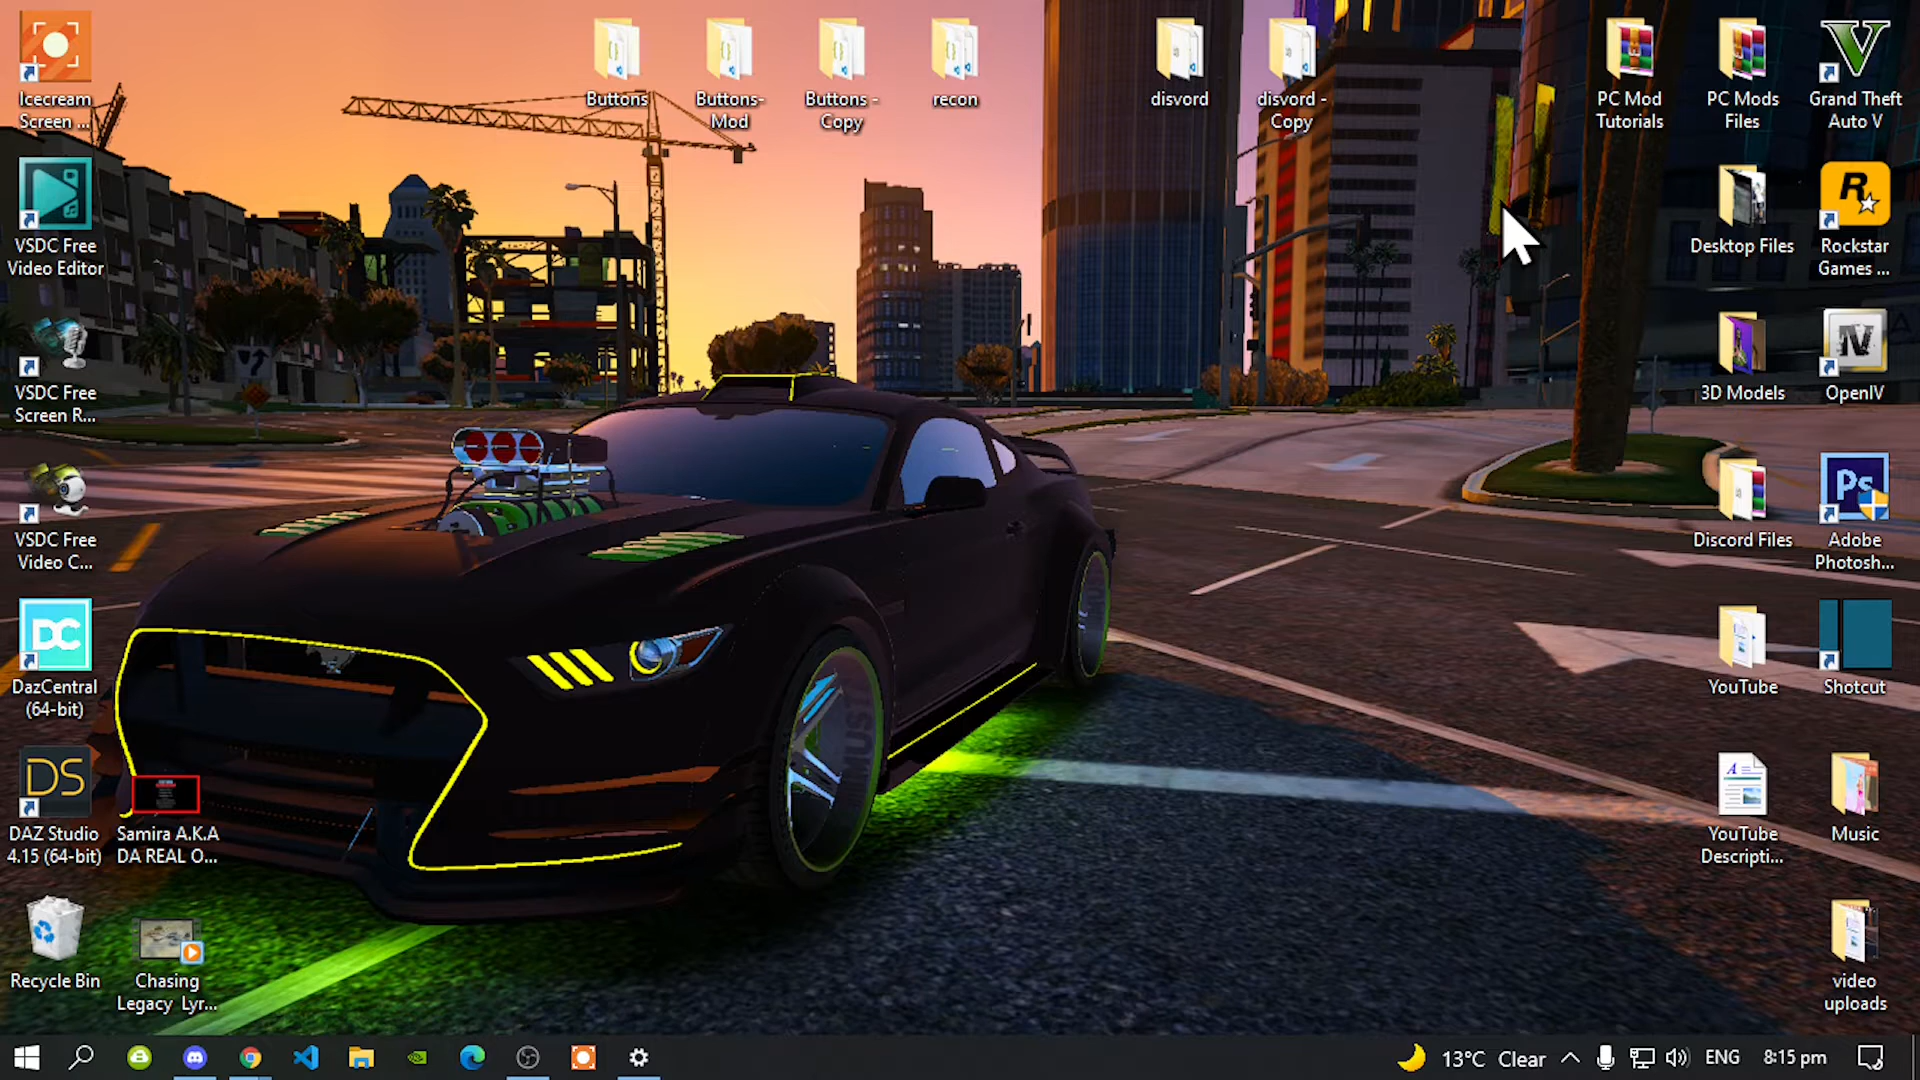 Icecream
Screen ...
Buttons
Buttons-
Mod
Buttons -
Copy
recon
disvord
disvord -
Copy
PC Mod
Tutorials
PC Mods
Files
Grand Theft
Auto V
VSDC Free
Video Editor
Desktop Files
Rockstar
Games ...
VSDC Free
Screen R...
3D Models
OpenIV
VSDC Free
Video C...
Discord Files
Ps
Adobe
Photosh...
DC
DazCentral
(64-bit)
YouTube
Shotcut
DS
DAZ Studio
4.15 (64-bit)
Samira A.K.A
DA REAL O...
YouTube
Descripti...
Music
Recycle Bin
Chasing
Legacy Lyr...
video
uploads
13°C Clear
ENG
8:15 pm